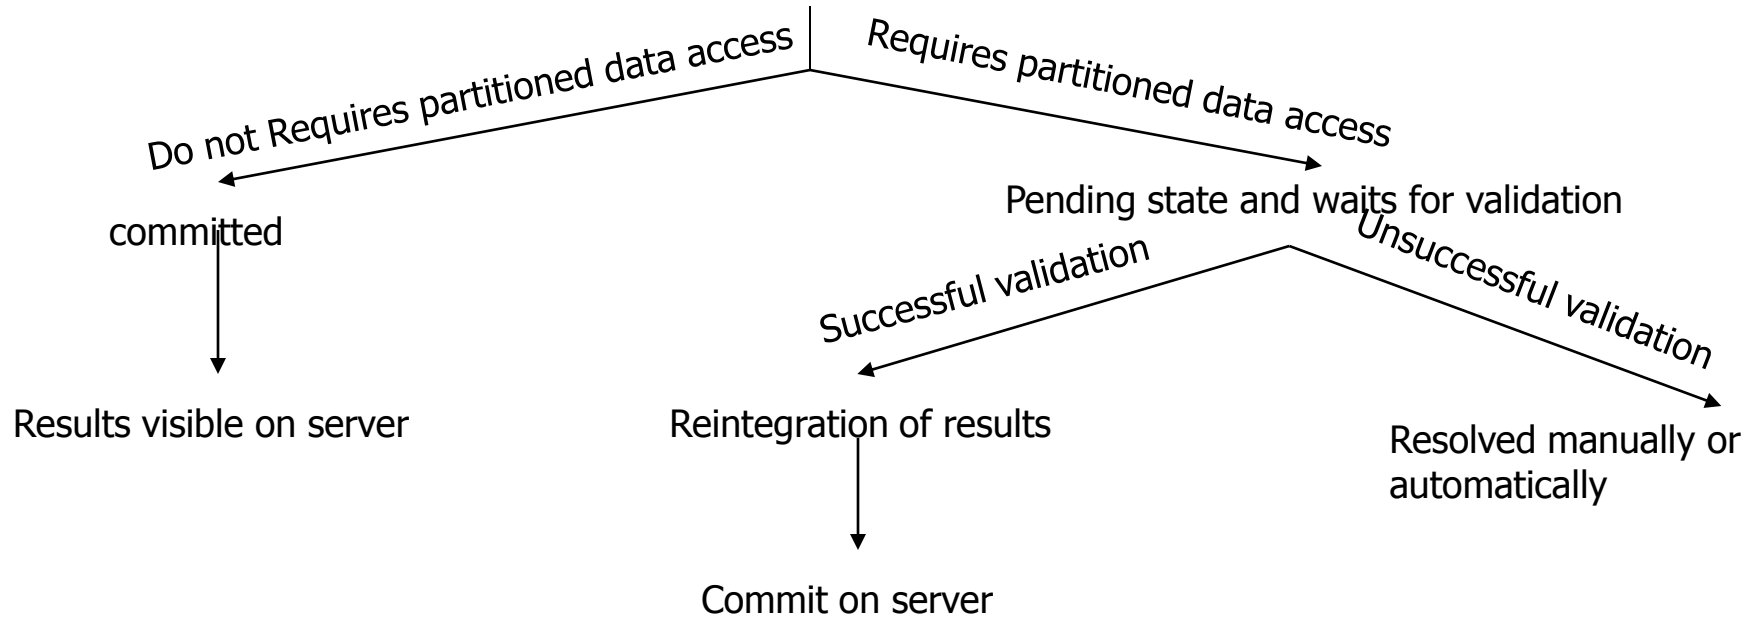 Do not Requires partitioned data access
Requires partitioned data access
committed
Pending state and waits for validation
Successful validation
Unsuccessful validation
Results visible on server
Reintegration of results
Resolved manually or
automatically
Commit on server